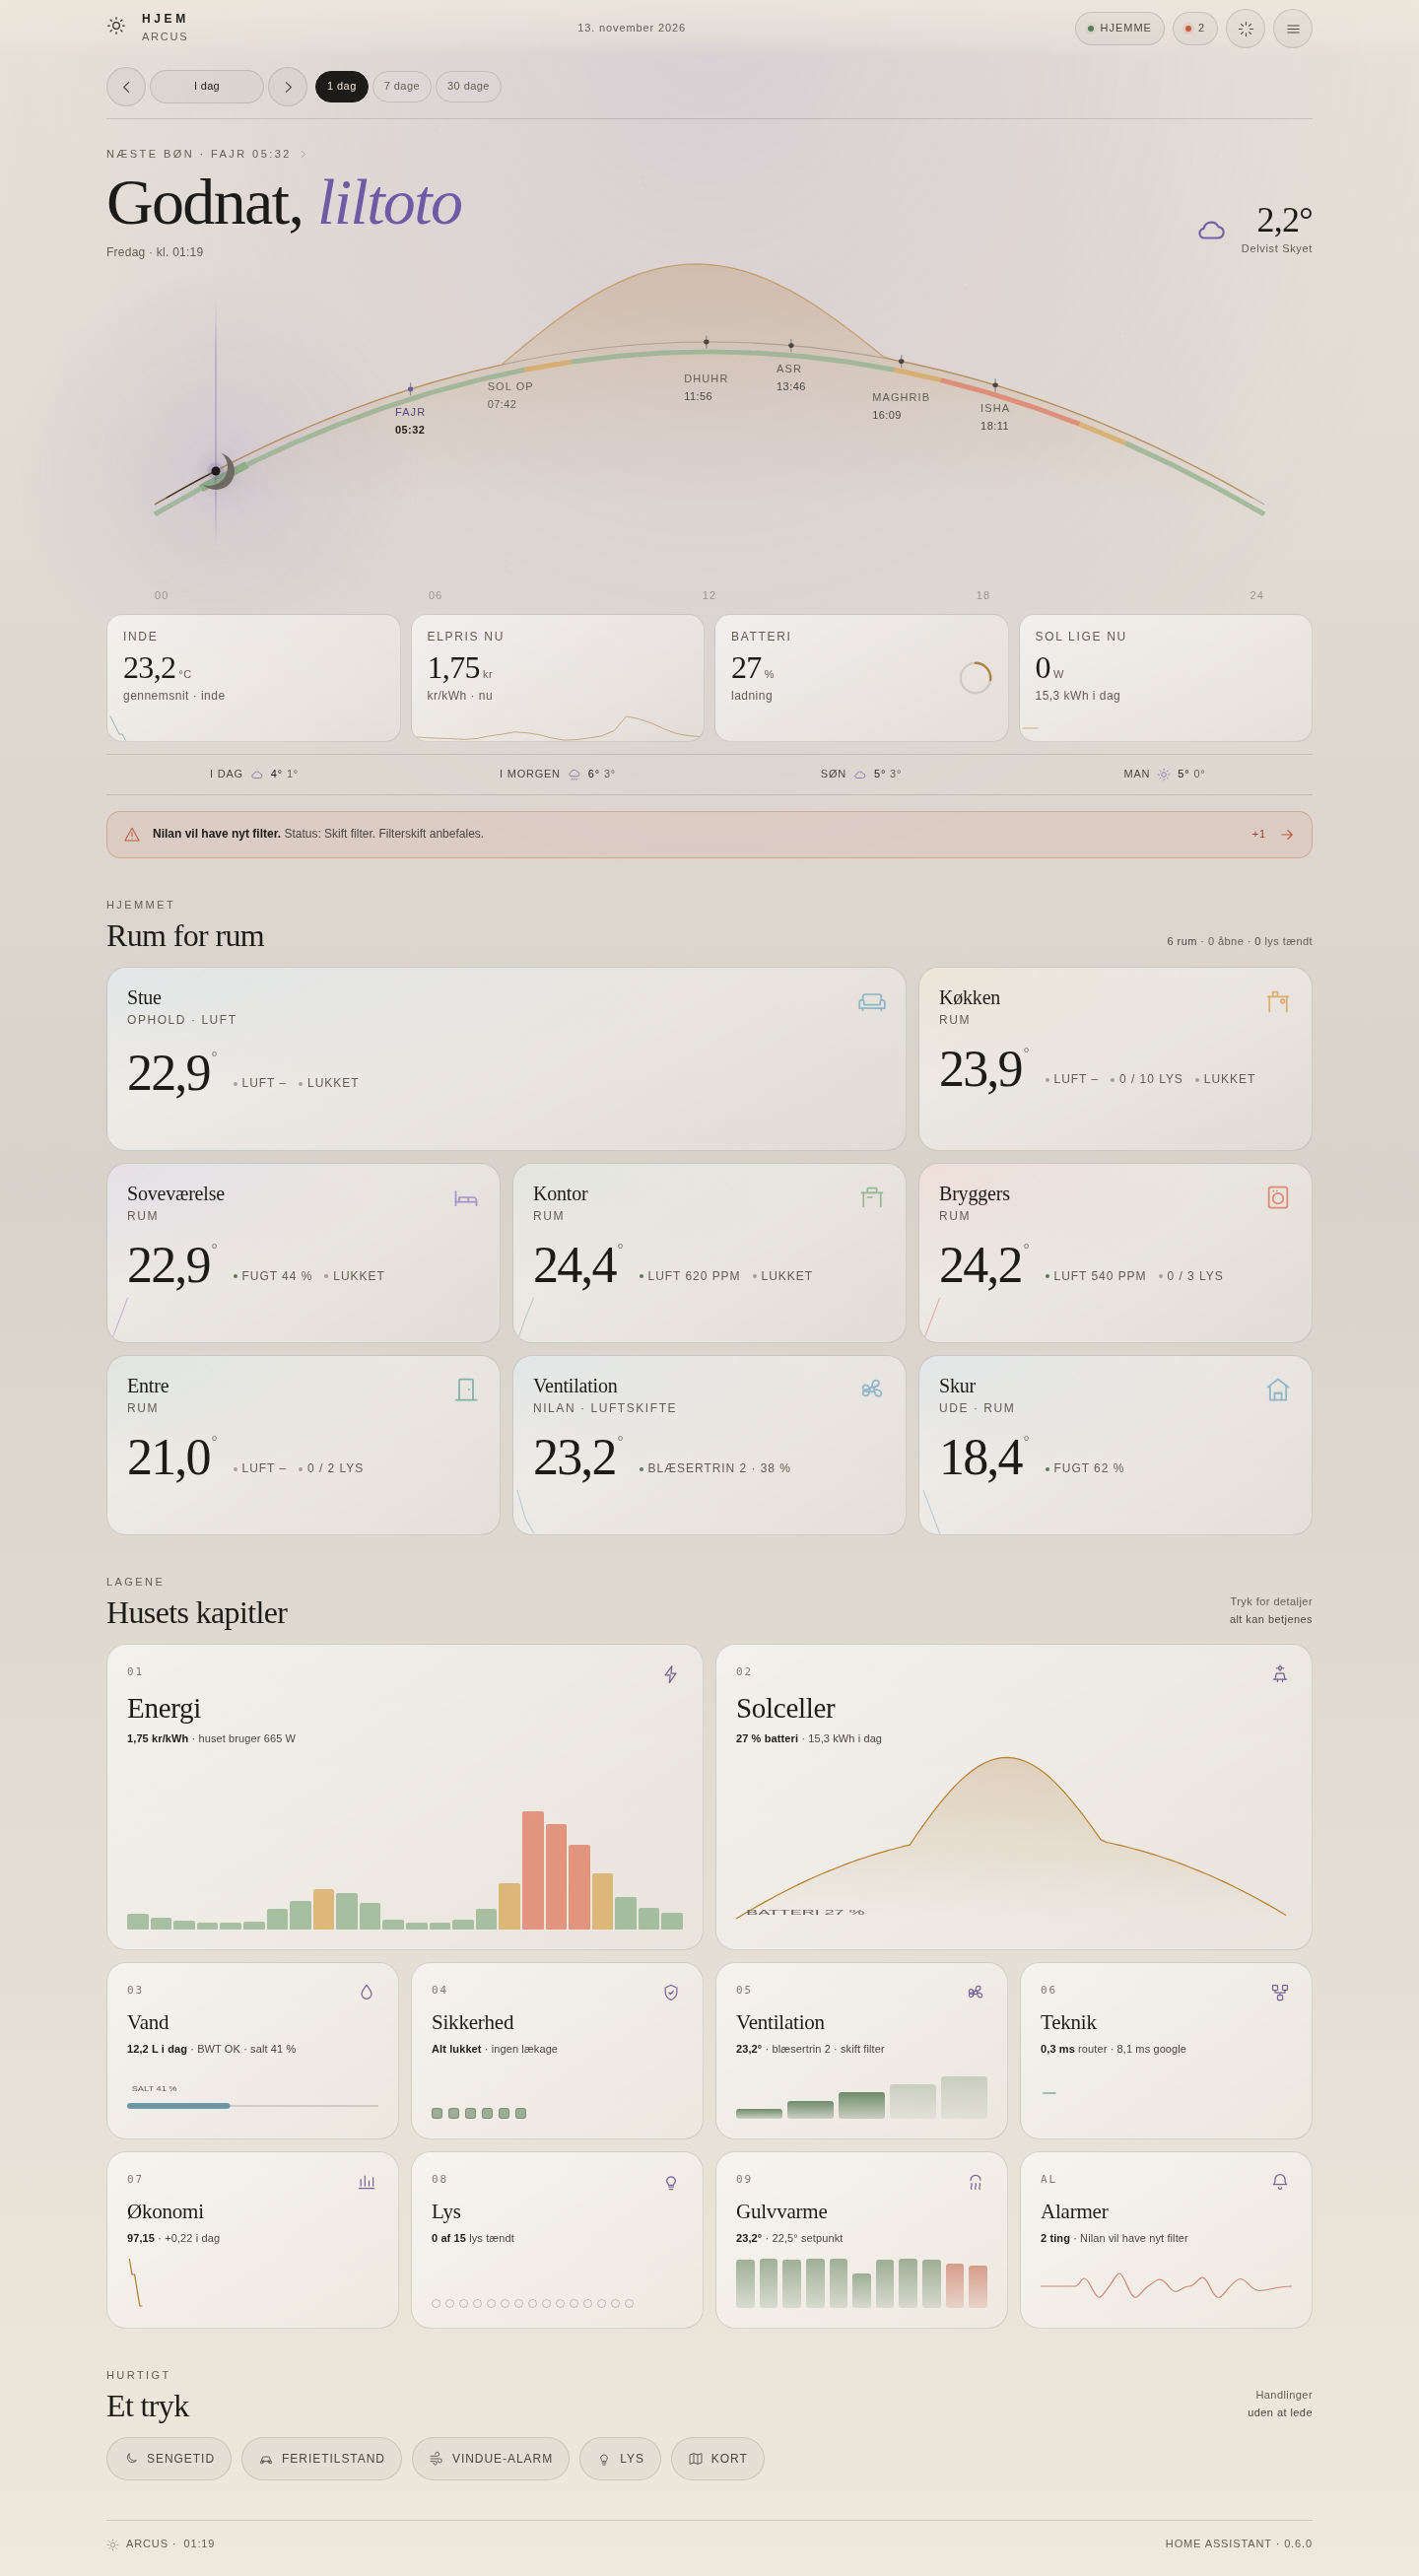 HJEM
ARCUS
13. november 2026
HJEMME
2
I dag
1 dag
7 dage
30 dage
NÆSTE BØN · FAJR 05:32
Godnat, liltoto
Fredag · kl. 01:19
2,2°
Delvist Skyet
FAJR
05:32
SOL OP
07:42
DHUHR
11:56
ASR
13:46
MAGHRIB
16:09
ISHA
18:11
00
06
12
18
24
INDE
23,2 °C
gennemsnit · inde
ELPRIS NU
1,75 kr
kr/kWh · nu
BATTERI
27 %
ladning
SOL LIGE NU
0 W
15,3 kWh i dag
I DAG 4° 1°
I MORGEN 6° 3°
SØN 5° 3°
MAN 5° 0°
Nilan vil have nyt filter. Status: Skift filter. Filterskift anbefales.
+1
HJEMMET
Rum for rum
6 rum · 0 åbne · 0 lys tændt
Stue
OPHOLD · LUFT
22,9°
LUFT –
LUKKET
Køkken
RUM
23,9°
LUFT –
0 / 10 LYS
LUKKET
Soveværelse
RUM
22,9°
FUGT 44 %
LUKKET
Kontor
RUM
24,4°
LUFT 620 PPM
LUKKET
Bryggers
RUM
24,2°
LUFT 540 PPM
0 / 3 LYS
Entre
RUM
21,0°
LUFT –
0 / 2 LYS
Ventilation
NILAN · LUFTSKIFTE
23,2°
BLÆSERTRIN 2 · 38 %
Skur
UDE · RUM
18,4°
FUGT 62 %
LAGENE
Husets kapitler
Tryk for detaljer
alt kan betjenes
01
Energi
1,75 kr/kWh · huset bruger 665 W
02
Solceller
27 % batteri · 15,3 kWh i dag
BATTERI 27 %
03
Vand
12,2 L i dag · BWT OK · salt 41 %
SALT 41 %
04
Sikkerhed
Alt lukket · ingen lækage
05
Ventilation
23,2° · blæsertrin 2 · skift filter
06
Teknik
0,3 ms router · 8,1 ms google
07
Økonomi
97,15 · +0,22 i dag
08
Lys
0 af 15 lys tændt
09
Gulvvarme
23,2° · 22,5° setpunkt
AL
Alarmer
2 ting · Nilan vil have nyt filter
HURTIGT
Et tryk
Handlinger
uden at lede
SENGETID
FERIETILSTAND
VINDUE-ALARM
LYS
KORT
ARCUS · 01:19
HOME ASSISTANT · 0.6.0